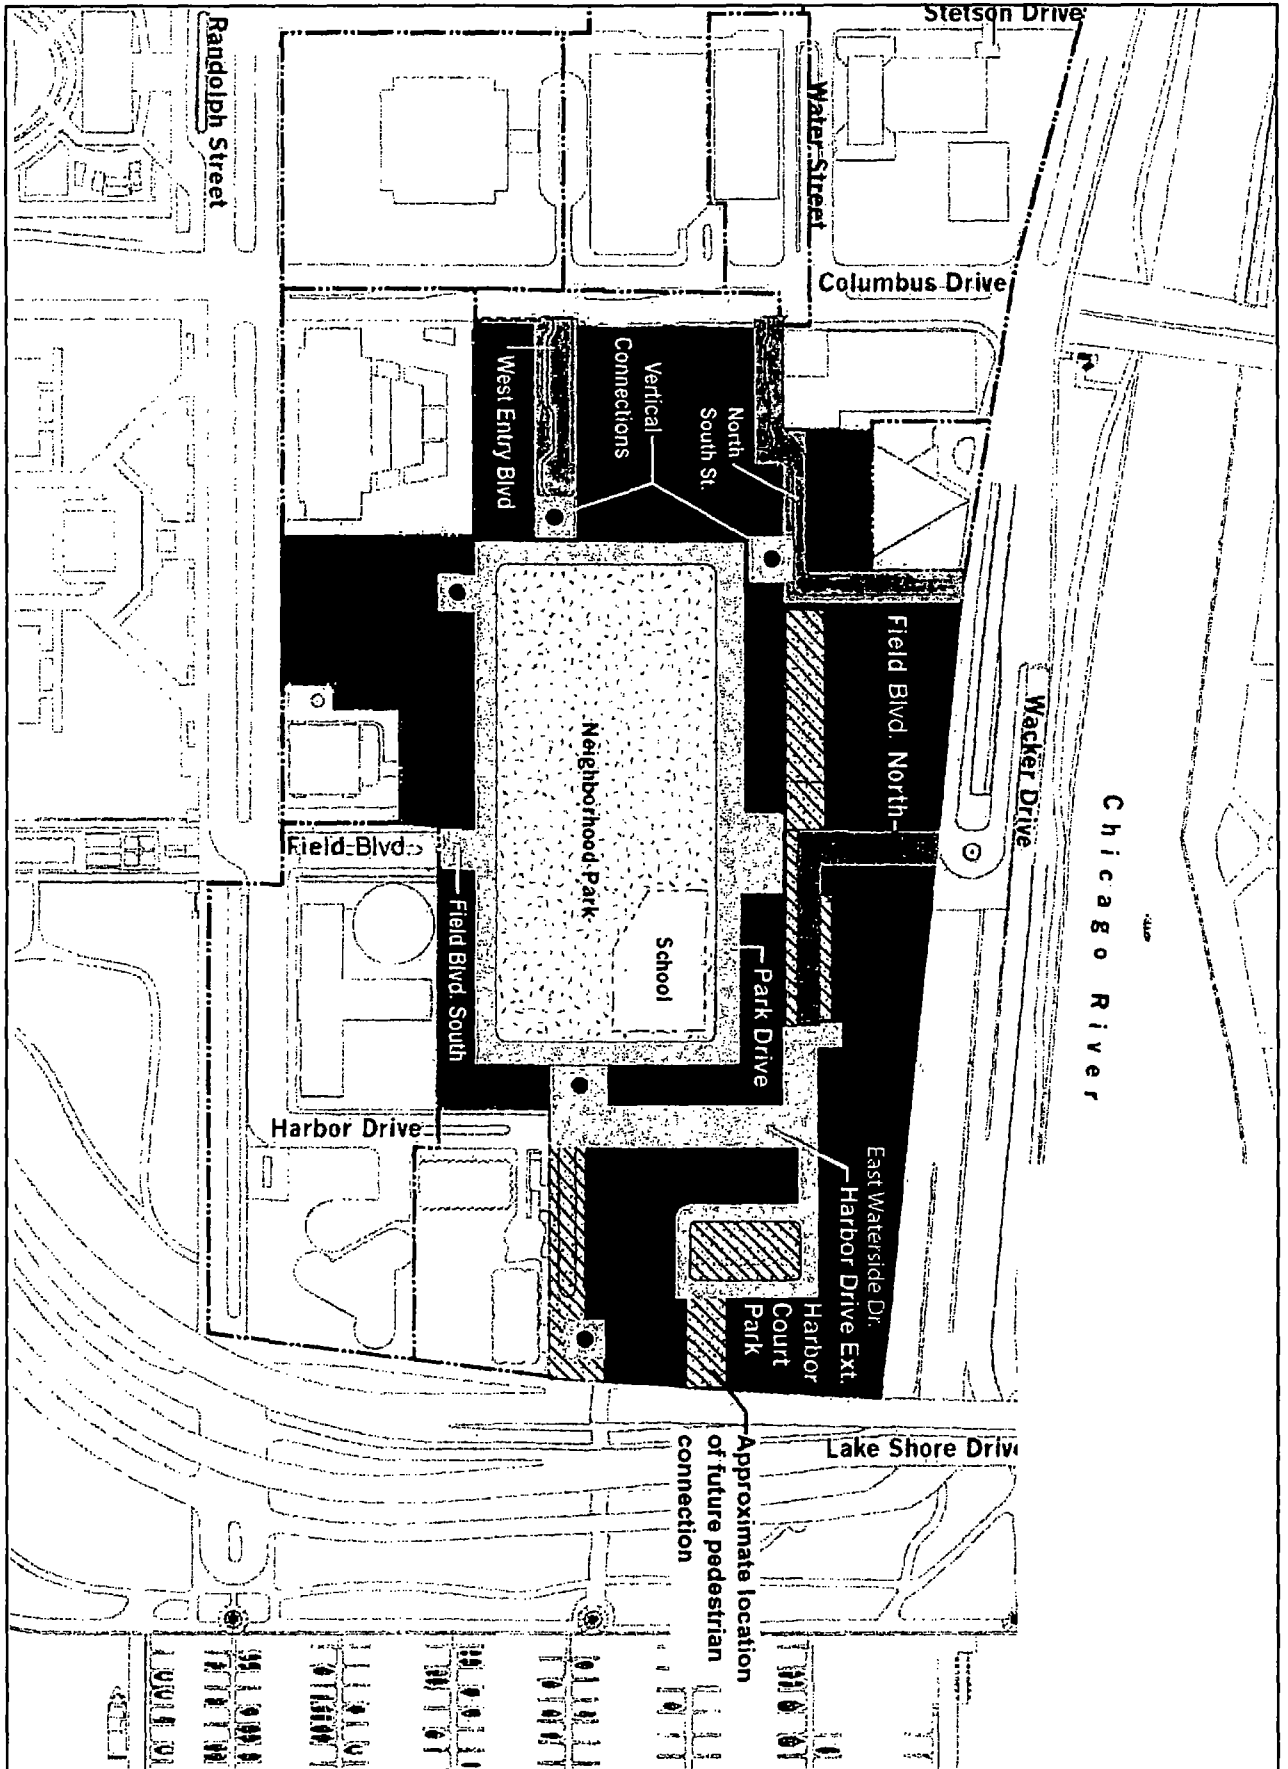 Stetson Drive
Randolph Street
Water Street
Columbus Drive
West Entry Blvd
Vertical
Connections
North
South St.
Field Blvd. North
Wacker Drive
Chicago River
Neighborhood Park
School
Field Blvd.
Field Blvd. South
Park Drive
Harbor Drive
East Waterside Dr.
Harbor Drive Ext.
Harbor
Court
Park
Approximate location
of future pedestrian
connection
Lake Shore Drive